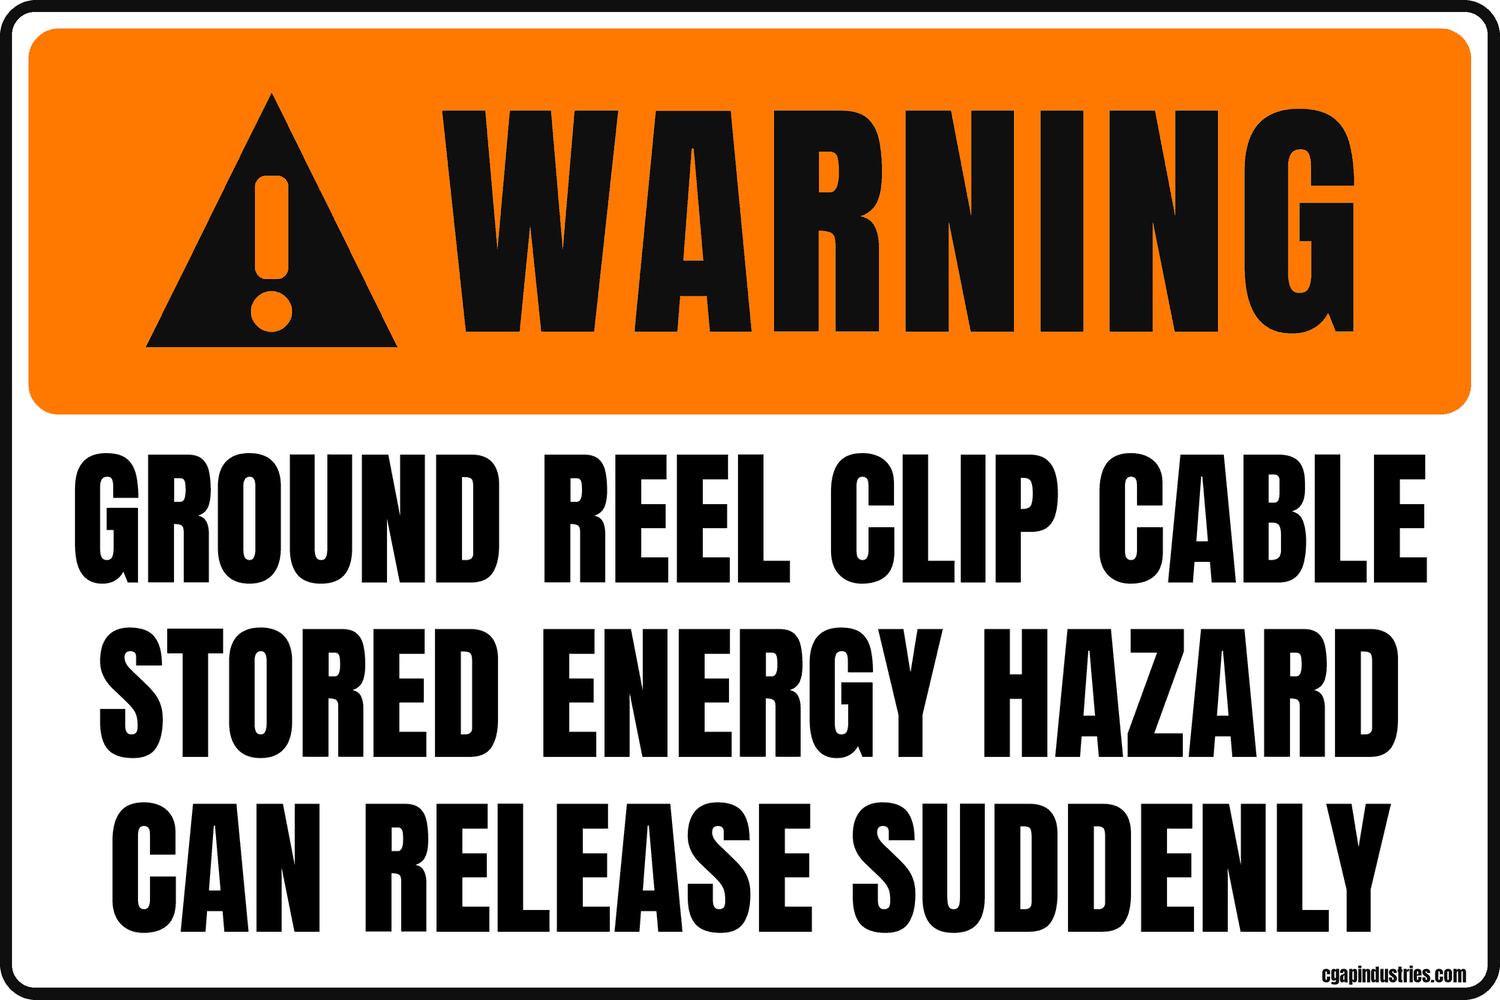 WARNING
GROUND REEL CLIP CABLE
STORED ENERGY HAZARD
CAN RELEASE SUDDENLY
cgapindustries.com